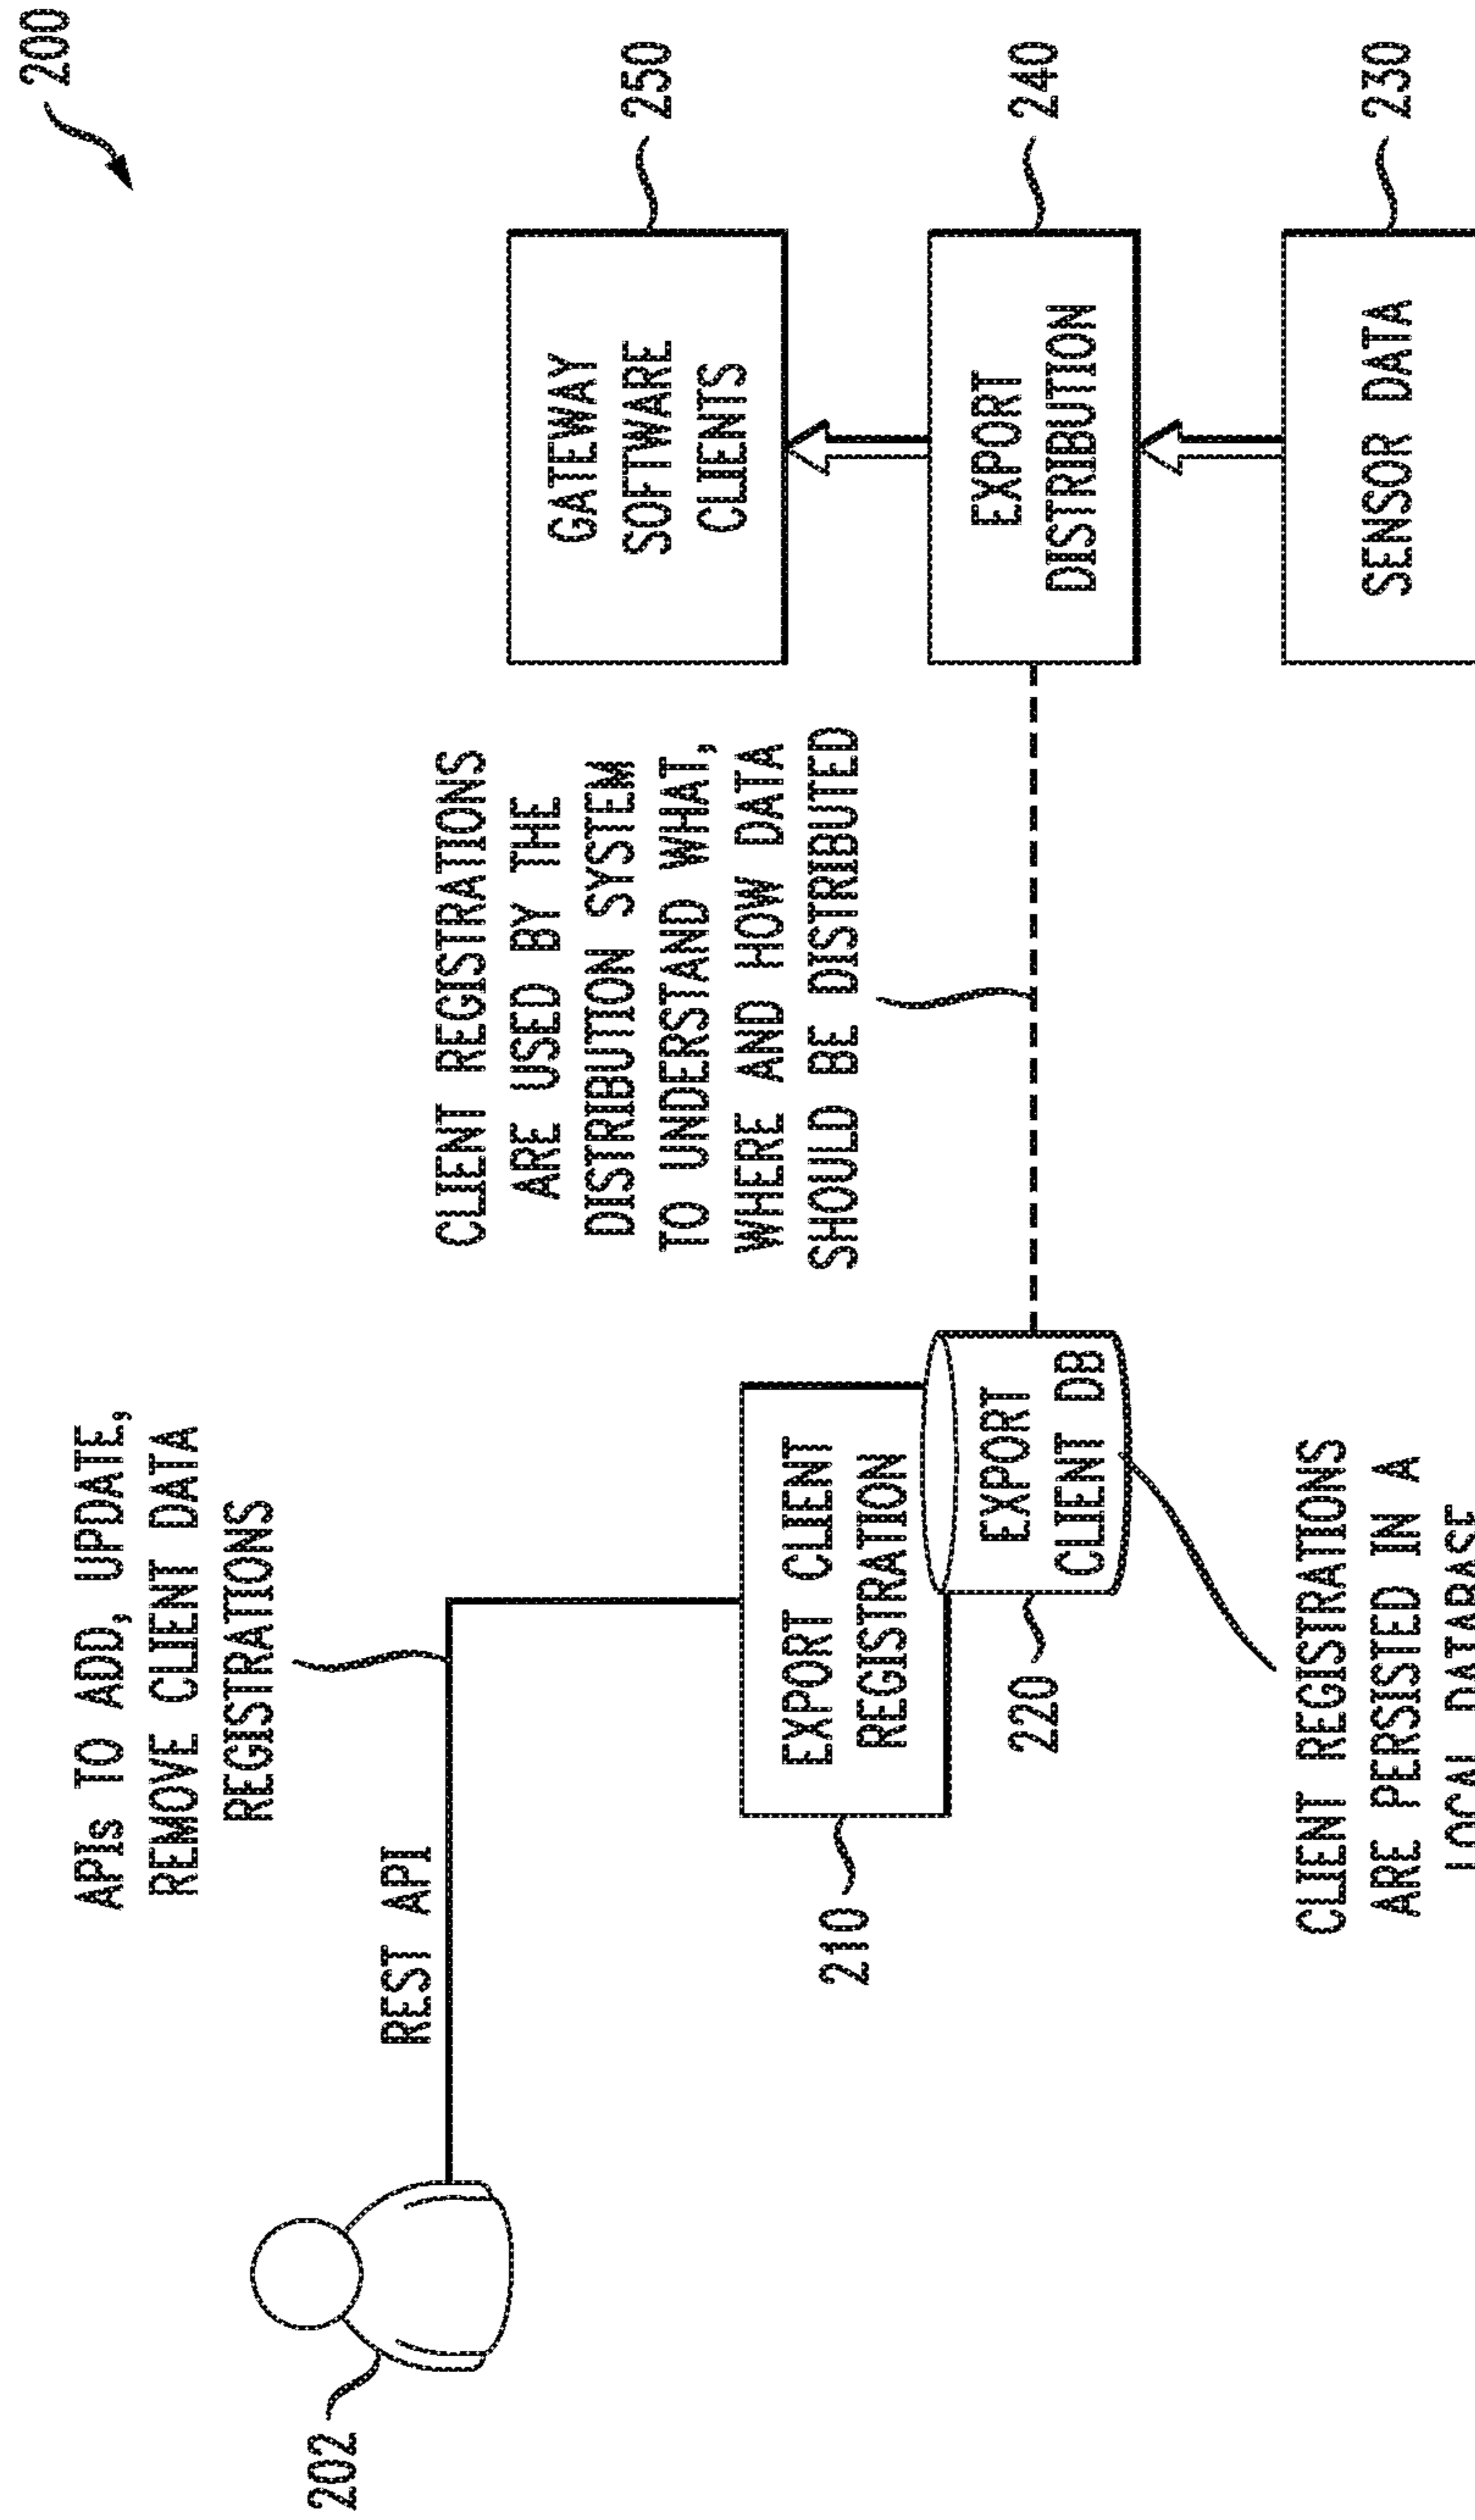 200
APIs TO ADD, UPDATE,
REMOVE CLIENT DATA
REGISTRATIONS
REST API
202
CLIENT REGISTRATIONS
ARE USED BY THE
DISTRIBUTION SYSTEM
TO UNDERSTAND WHAT,
WHERE AND HOW DATA
SHOULD BE DISTRIBUTED
GATEWAY
SOFTWARE
CLIENTS
250
210
EXPORT CLIENT
REGISTRATION
220
EXPORT
CLIENT DB
EXPORT
DISTRIBUTION
240
CLIENT REGISTRATIONS
ARE PERSISTED IN A
LOCAL DATABASE
SENSOR DATA
230